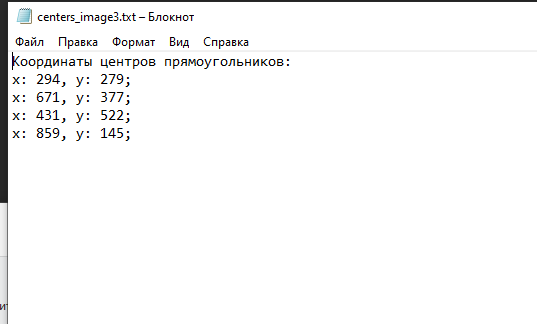 centers_image3.txt – Блокнот
Файл Правка Формат Вид Справка
Координаты центров прямоугольников:
x: 294, y: 279;
x: 671, y: 377;
x: 431, y: 522;
x: 859, y: 145;